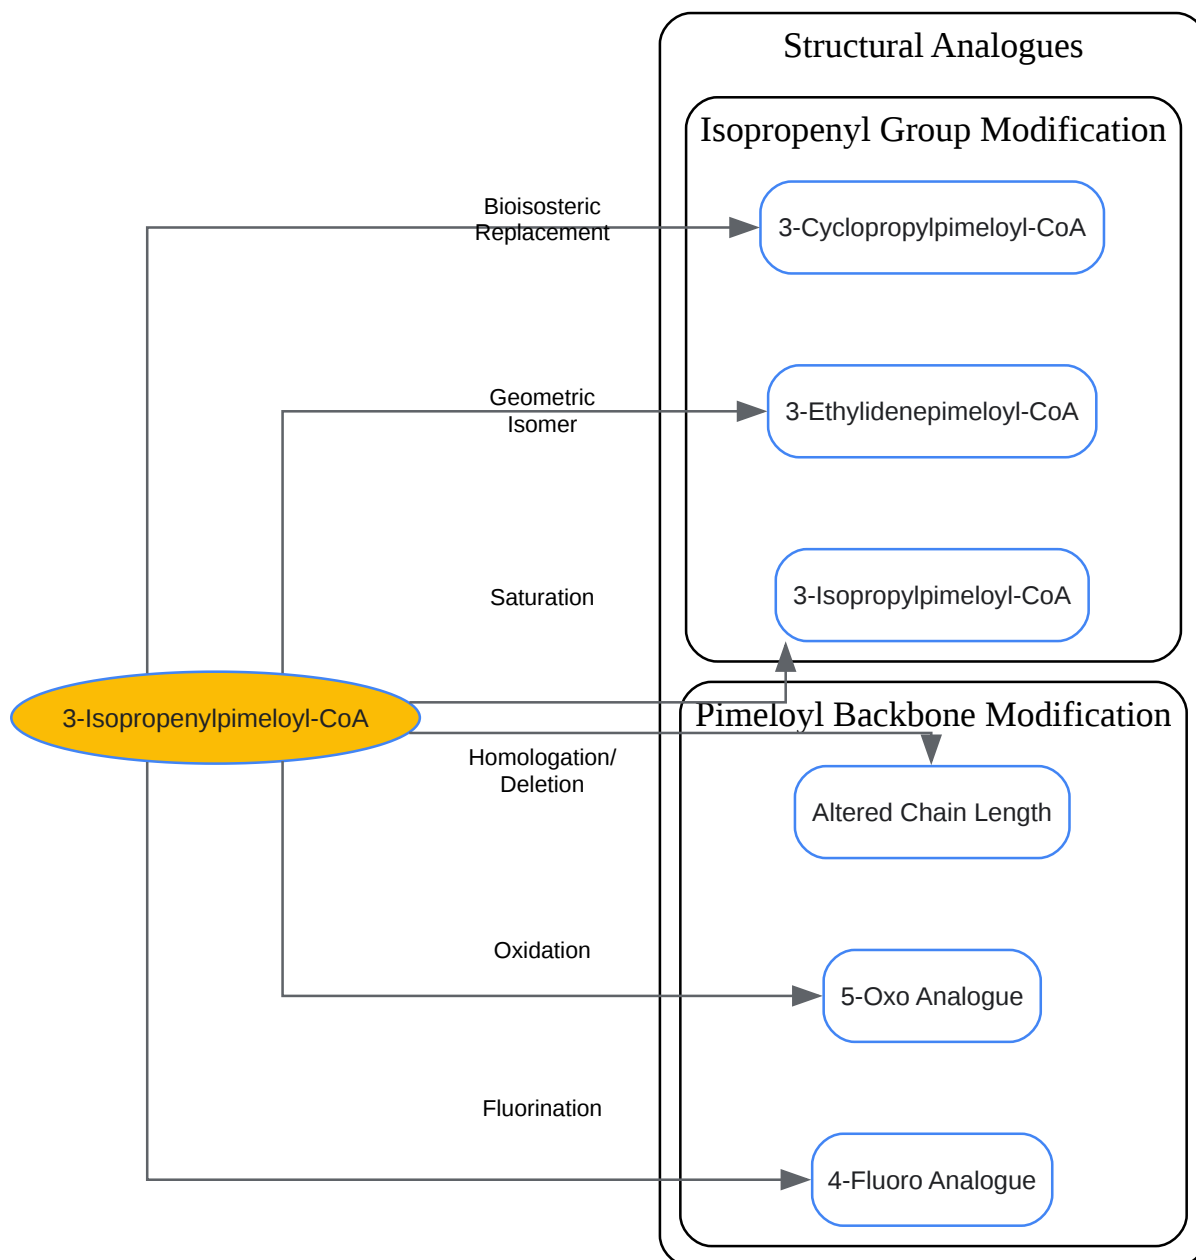 Structural Analogues
Isopropenyl Group Modification
Bioisosteric
Replacement
3-Cyclopropylpimeloyl-CoA
Geometric
Isomer
3-Ethylidenepimeloyl-CoA
Saturation
3-Isopropylpimeloyl-CoA
3-Isopropenylpimeloyl-CoA
Pimeloyl Backbone Modification
Homologation/
Deletion
Altered Chain Length
Oxidation
5-Oxo Analogue
Fluorination
4-Fluoro Analogue